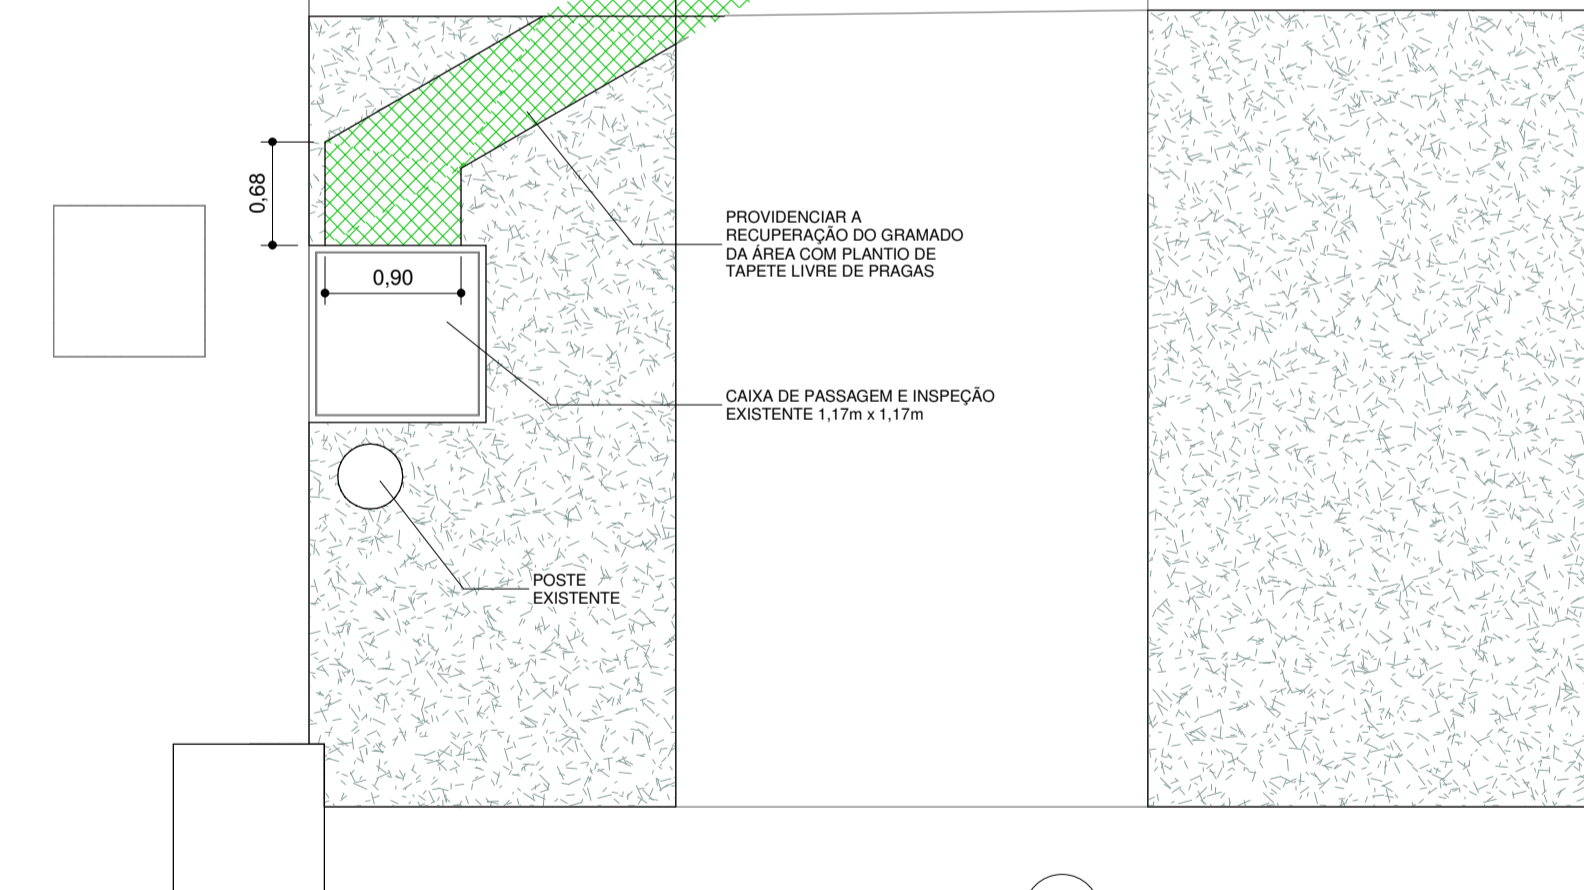 0,68
0,90
PROVIDENCIAR A
RECUPERAÇÃO DO GRAMADO
DA ÁREA COM PLANTIO DE
TAPETE LIVRE DE PRAGAS
CAIXA DE PASSAGEM E INSPEÇÃO
EXISTENTE 1,17m x 1,17m
POSTE
EXISTENTE